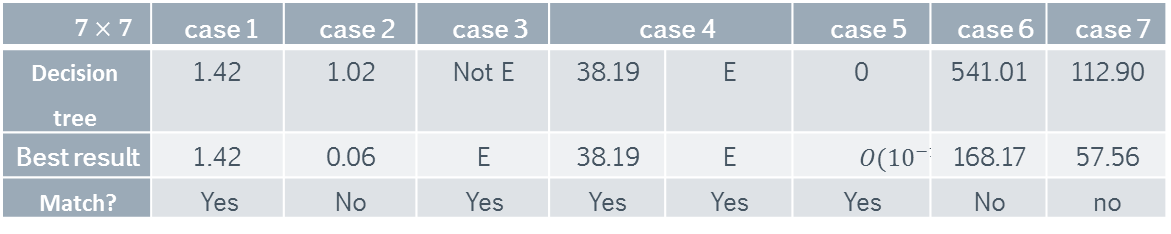 7 × 7 case 1 case 2 case 3 case 4 case 5 case 6 case 7
Decision tree 1.42 1.02 Not E 38.19 E 0 541.01 112.90
Best result 1.42 0.06 E 38.19 E O(10⁻ 168.17 57.56
Match? Yes No Yes Yes Yes Yes No no